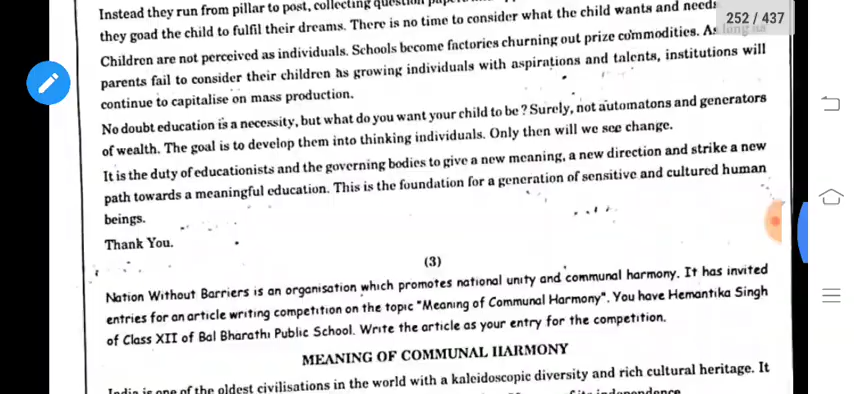 Instead they run from pillar to post, collecting question
they goad the child to fulfil their dreams. There is no time to consider what the child wants and needs
252 / 437
Children are not perceived as individuals. Schools become factories churning out prize commodities. As long as
parents fail to consider their children as growing individuals with aspirations and talents, institutions will
continue to capitalise on mass production.
No doubt education is a necessity, but what do you want your child to be ? Surely, not automatons and generators
of wealth. The goal is to develop them into thinking individuals. Only then will we see change.
It is the duty of educationists and the governing bodies to give a new meaning, a new direction and strike a new
path towards a meaningful education. This is the foundation for a generation of sensitive and cultured human
beings.
Thank You.
(3)
Nation Without Barriers is an organisation which promotes national unity and communal harmony. It has invited
entries for an article writing competition on the topic "Meaning of Communal Harmony". You have Hemantika Singh
of Class XII of Bal Bharathi Public School. Write the article as your entry for the competition.
MEANING OF COMMUNAL HARMONY
India is one of the oldest civilisations in the world with a kaleidoscopic diversity and rich cultural heritage. It
independence